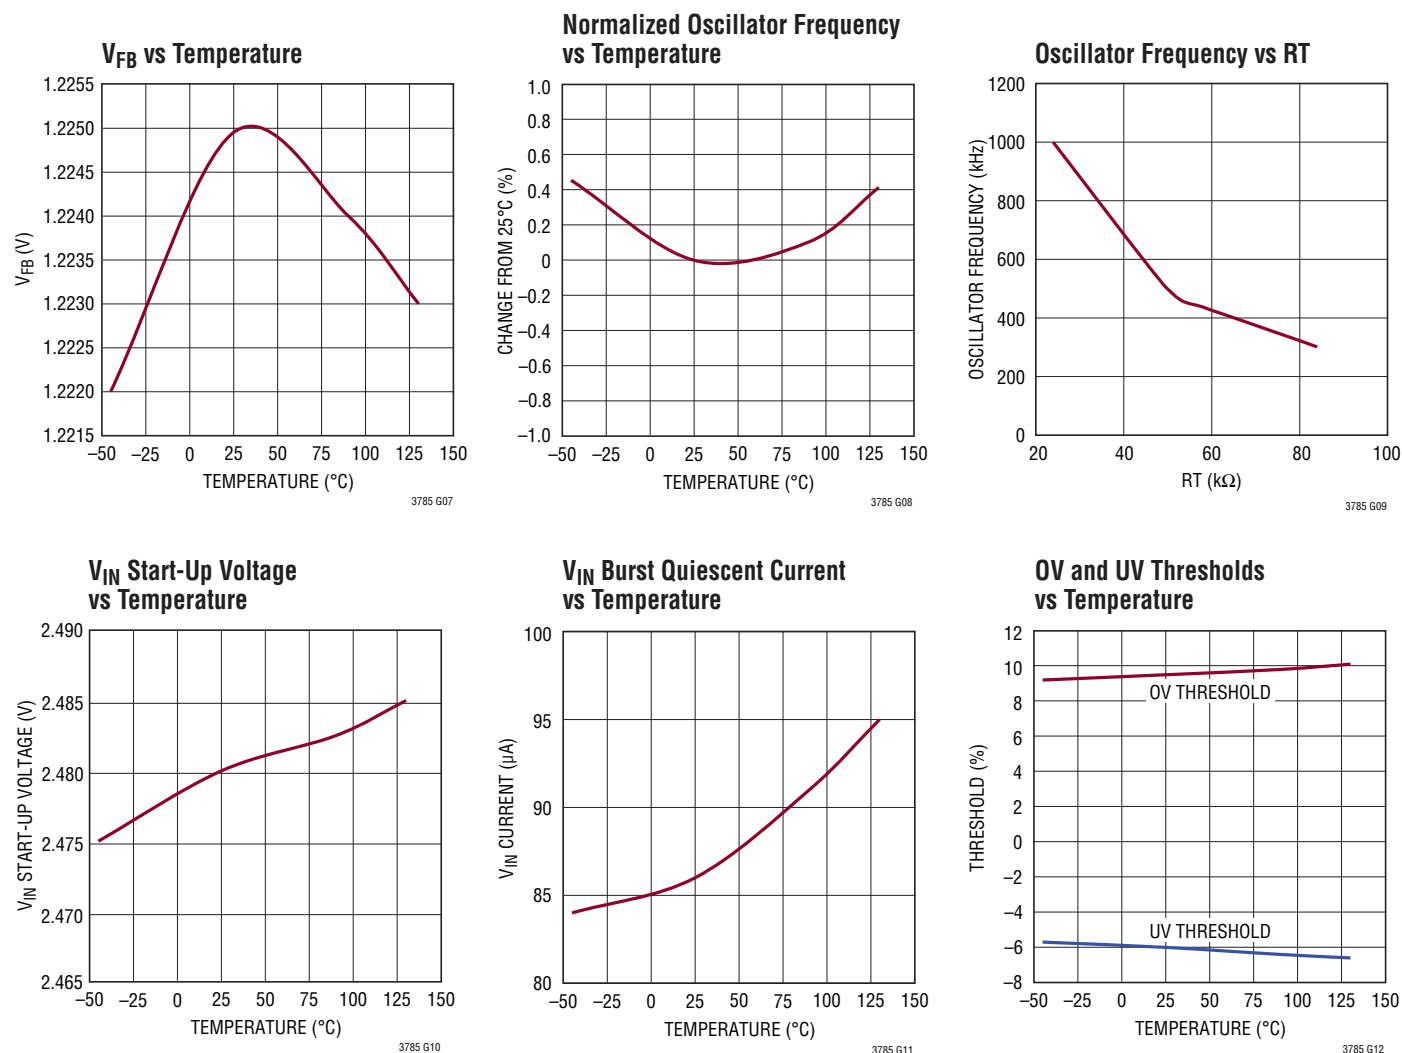 VFB vs Temperature
1.2255
1.2250
1.2245
1.2240
1.2235
1.2230
1.2225
1.2220
1.2215
VFB (V)
–50 –25 0 25 50 75 100 125 150
TEMPERATURE (°C)
3785 G07
Normalized Oscillator Frequency
vs Temperature
1.0
0.8
0.6
0.4
0.2
0
–0.2
–0.4
–0.6
–0.8
–1.0
CHANGE FROM 25°C (%)
–50 –25 0 25 50 75 100 125 150
TEMPERATURE (°C)
3785 G08
Oscillator Frequency vs RT
1200
1000
800
600
400
200
0
OSCILLATOR FREQUENCY (kHz)
20 40 60 80 100
RT (kΩ)
3785 G09
VIN Start-Up Voltage
vs Temperature
2.490
2.485
2.480
2.475
2.470
2.465
VIN START-UP VOLTAGE (V)
–50 –25 0 25 50 75 100 125 150
TEMPERATURE (°C)
3785 G10
VIN Burst Quiescent Current
vs Temperature
100
95
90
85
80
VIN CURRENT (µA)
–50 –25 0 25 50 75 100 125 150
TEMPERATURE (°C)
3785 G11
OV and UV Thresholds
vs Temperature
12
10
8
6
4
2
0
–2
–4
–6
–8
THRESHOLD (%)
OV THRESHOLD
UV THRESHOLD
–50 –25 0 25 50 75 100 125 150
TEMPERATURE (°C)
3785 G12